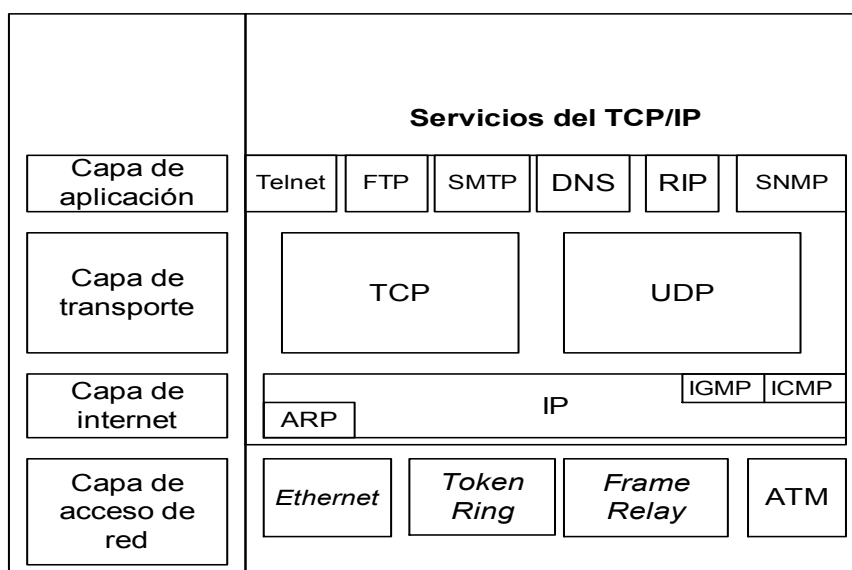 Servicios del TCP/IP
Capa de
aplicación
Telnet
FTP
SMTP
DNS
RIP
SNMP
Capa de
transporte
TCP
UDP
Capa de
internet
IGMP
ICMP
IP
ARP
Capa de
acceso de
red
Ethernet
Token
Ring
Frame
Relay
ATM